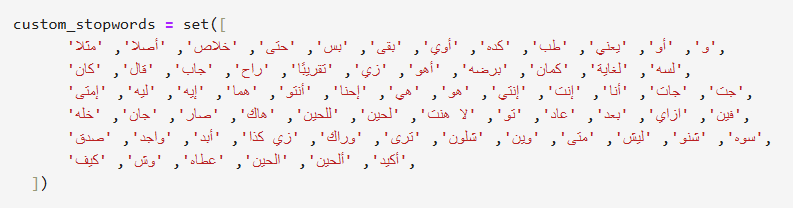 custom_stopwords = set([
'و', 'أو', 'يعني', 'طب', 'كده', 'أوي', 'بقى', 'بس', 'حتى', 'خلاص', 'أصلا', 'مثلا',
'لسه', 'لغاية', 'كمان', 'برضه', 'أهو', 'زي', 'تقريبًا', 'راح', 'جاب', 'قال', 'كان',
'جت', 'جات', 'أنا', 'إنت', 'إنتي', 'هو', 'هي', 'إحنا', 'أنتو', 'هما', 'إيه', 'ليه', 'إمتى',
'فين', 'ازاي', 'بعد', 'عاد', 'تو', 'لا هنت', 'لحين', 'للحين', 'هاك', 'صار', 'جان', 'خله',
'سوه', 'شنو', 'ليش', 'متى', 'وين', 'شلون', 'ترى', 'وراك', 'زي كذا', 'أبد', 'واجد', 'صدق',
'أكيد', 'ألحين', 'الحين', 'عطاه', 'وش', 'كيف',
])